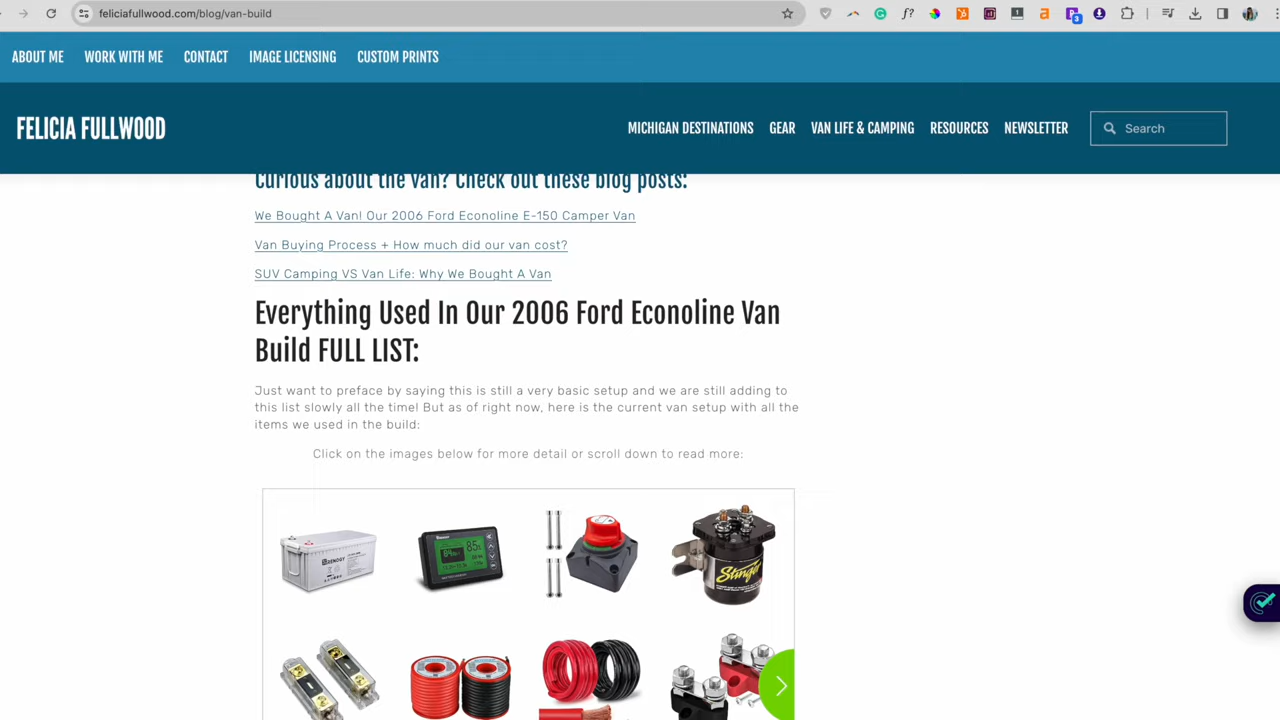 feliciafullwood.com/blog/van-build
ABOUT ME WORK WITH ME CONTACT IMAGE LICENSING CUSTOM PRINTS
FELICIA FULLWOOD MICHIGAN DESTINATIONS GEAR VAN LIFE & CAMPING RESOURCES NEWSLETTER Search
Curious about the van? Check out these blog posts:
We Bought A Van! Our 2006 Ford Econoline E-150 Camper Van
Van Buying Process + How much did our van cost?
SUV Camping VS Van Life: Why We Bought A Van
Everything Used In Our 2006 Ford Econoline Van
Build FULL LIST:
Just want to preface by saying this is still a very basic setup and we are still adding to
this list slowly all the time! But as of right now, here is the current van setup with all the
items we used in the build:
Click on the images below for more detail or scroll down to read more:
RENOGY
Stinger